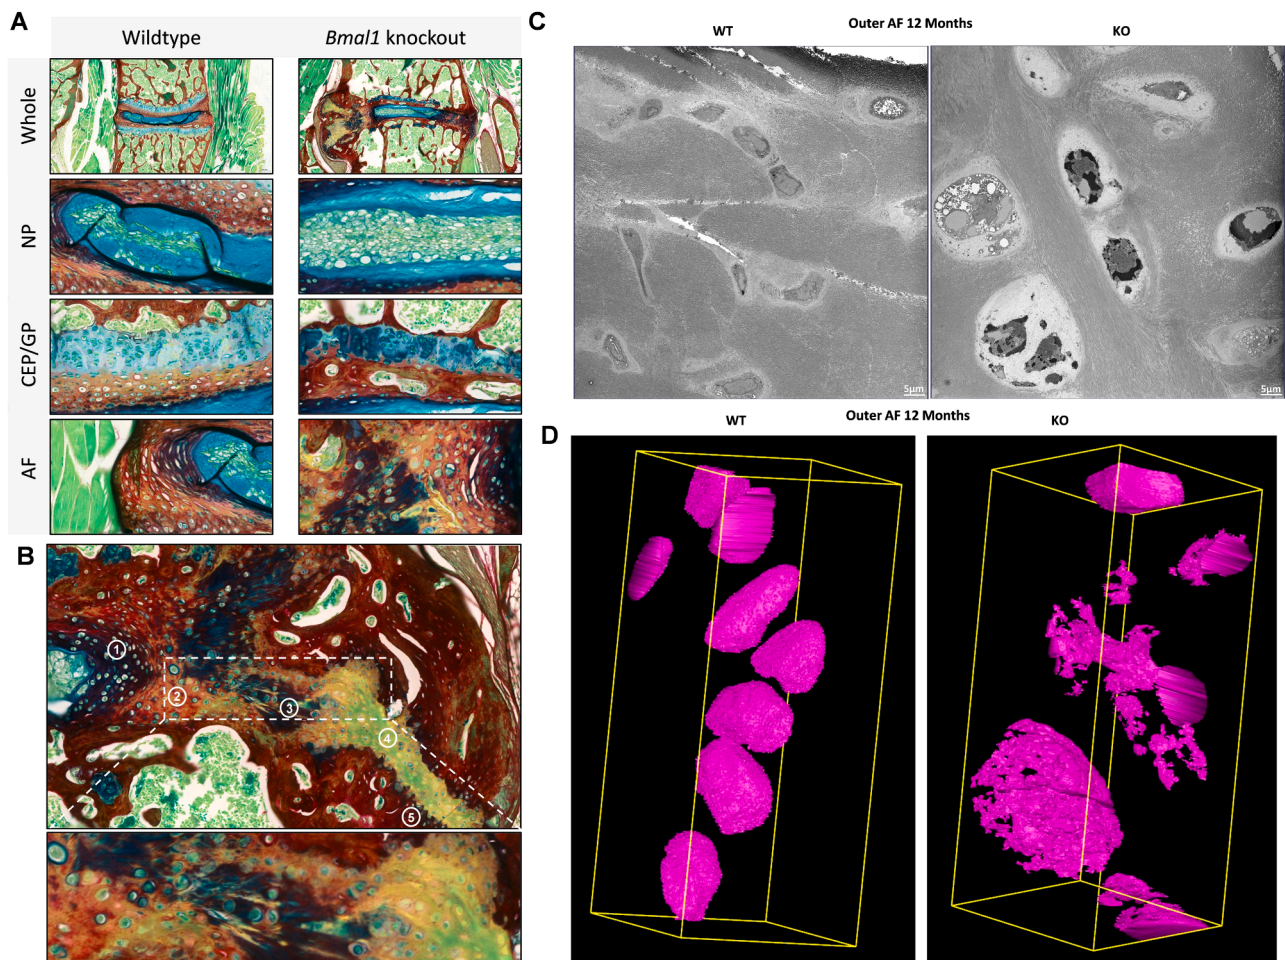 A
Wildtype
Bmal1 knockout
Whole
NP
CEP/GP
AF
B
1
2
3
4
5
C
Outer AF 12 Months
WT
KO
5μm
5μm
D
Outer AF 12 Months
WT
KO